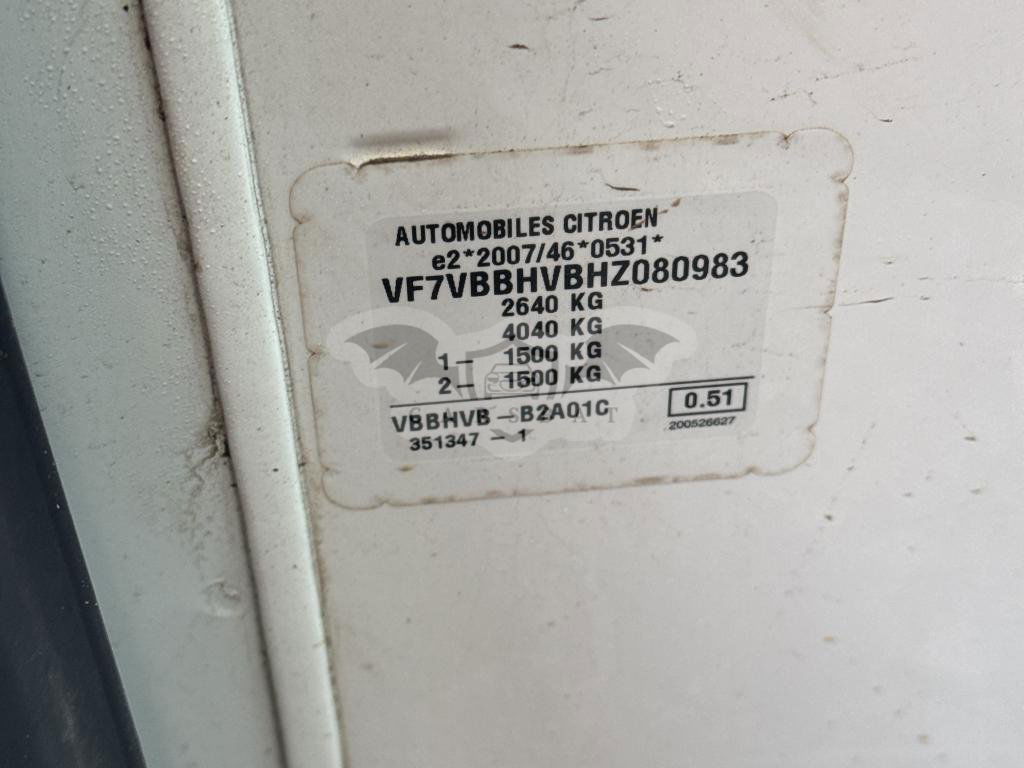 AUTOMOBILES CITROEN
e2*2007/46*0531*
VF7VBBHVBHZ080983
2640 KG
4040 KG
1- 1500 KG
2- 1500 KG
VBBHVB - B2A01C
0.51
351347 - 1
200526627